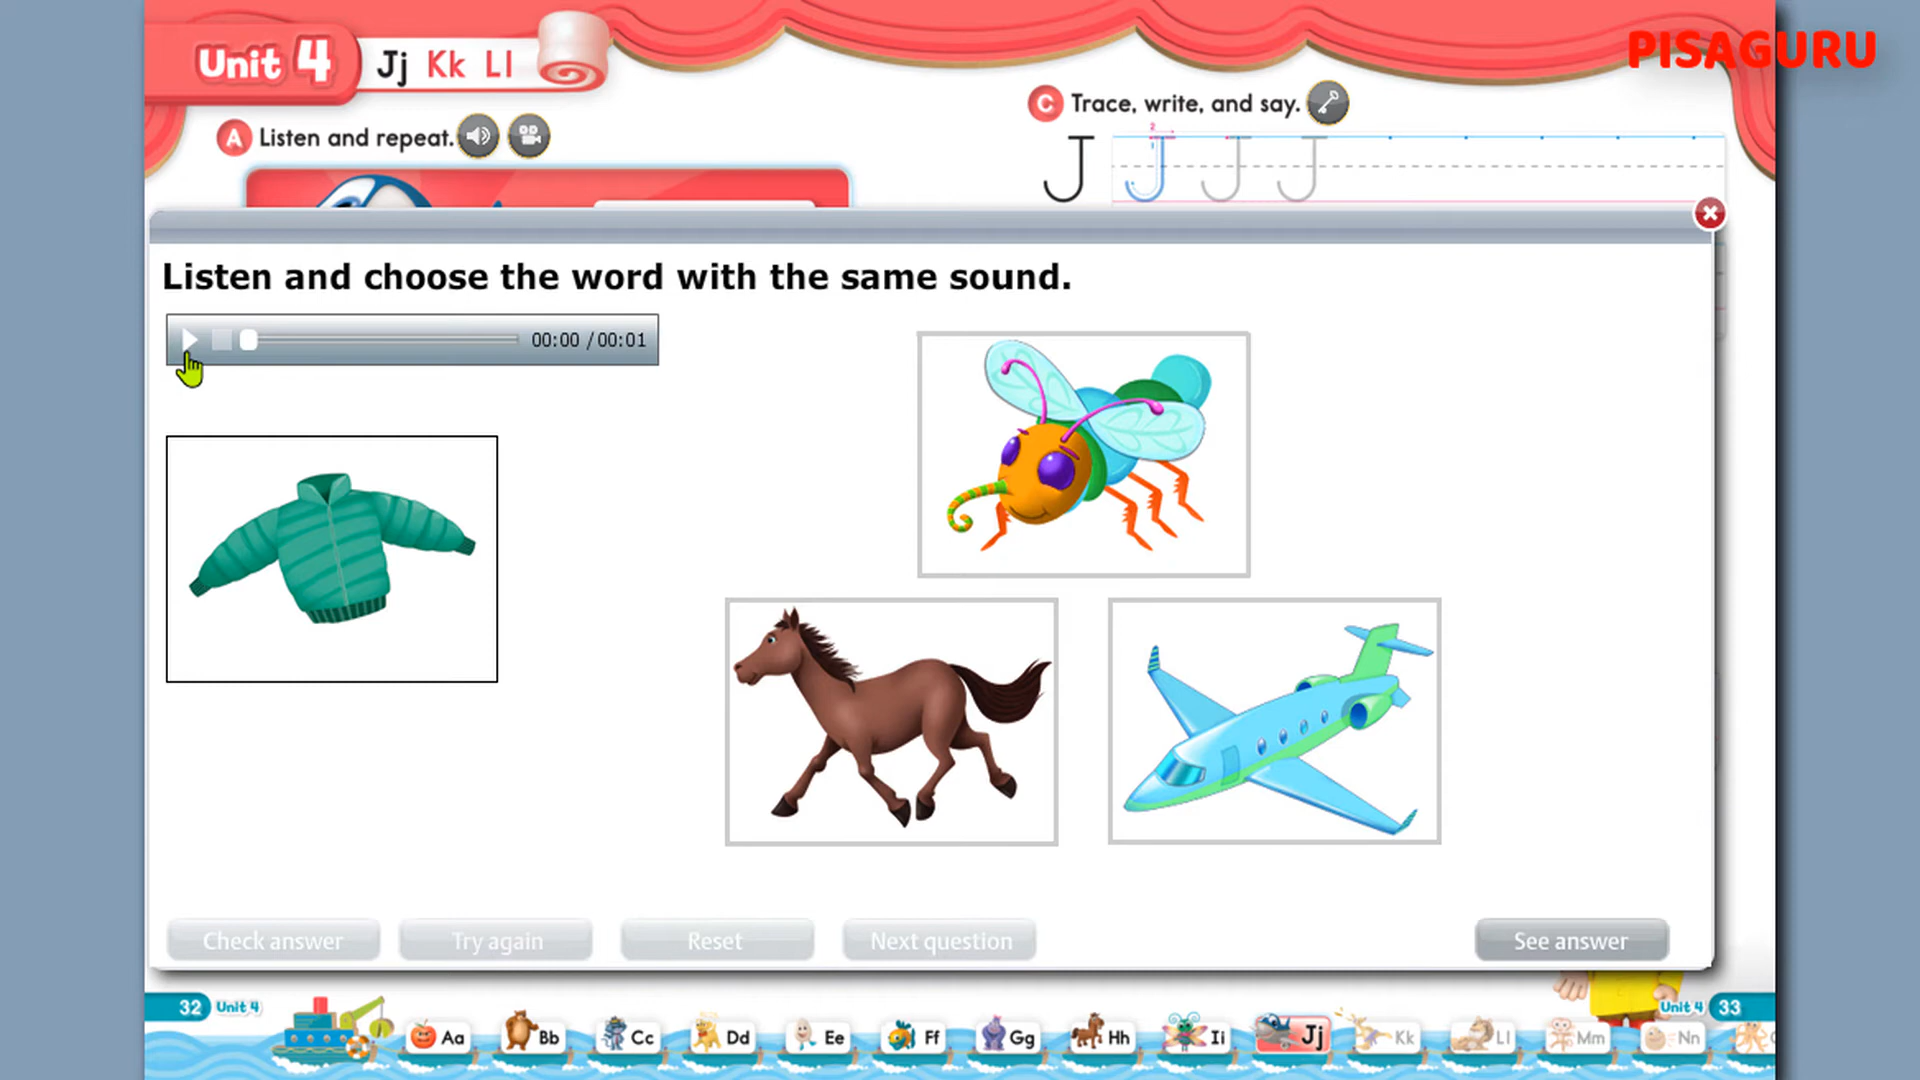 Unit 4 Jj Kk Ll
PISAGURU
A Listen and repeat.
C Trace, write, and say.
J J J J
2
1
Listen and choose the word with the same sound.
00:00 / 00:01
Check answer Try again Reset Next question See answer
32 Unit 4
Unit 4 33
Aa Bb Cc Dd Ee Ff Gg Hh Ii Jj Kk Ll Mm Nn